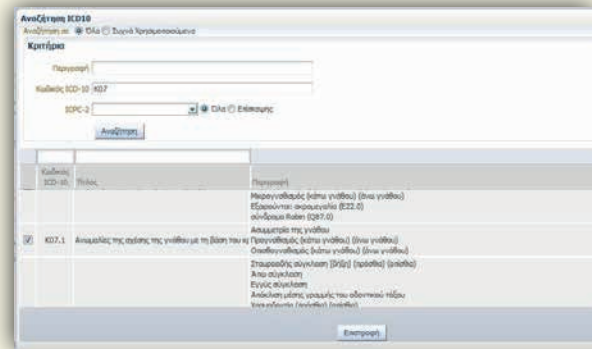 Αναζήτηση ICD10
Αναζήτηση σε Όλα Συχνά Χρησιμοποιούμενα
Κριτήρια
Περιγραφή
Κωδικός ICD-10 K07
ICPC-2 Όλα Επίσκεψης
Αναζήτηση
Κωδικός
ICD-10 Τίτλος Περιγραφή
Μικρογναθισμός (κάτω γνάθου) (άνω γνάθου)
Εξαιρούνται: ακρομεγαλία (E22.0)
σύνδρομο Robin (Q87.0)
Ασυμμετρία της γνάθου
K07.1 Ανωμαλίες της σχέσης της γνάθου με τη βάση του κρ Προγναθισμός (κάτω γνάθου) (άνω γνάθου)
Οπισθογναθισμός (κάτω γνάθου) (άνω γνάθου)
Σταυροειδής σύγκλειση (πρόσθια) (οπίσθια)
Άπω σύγκλειση
Εγγύς σύγκλειση
Απόκλιση μέσης γραμμής του οδοντικού τόξου
Επιστροφή